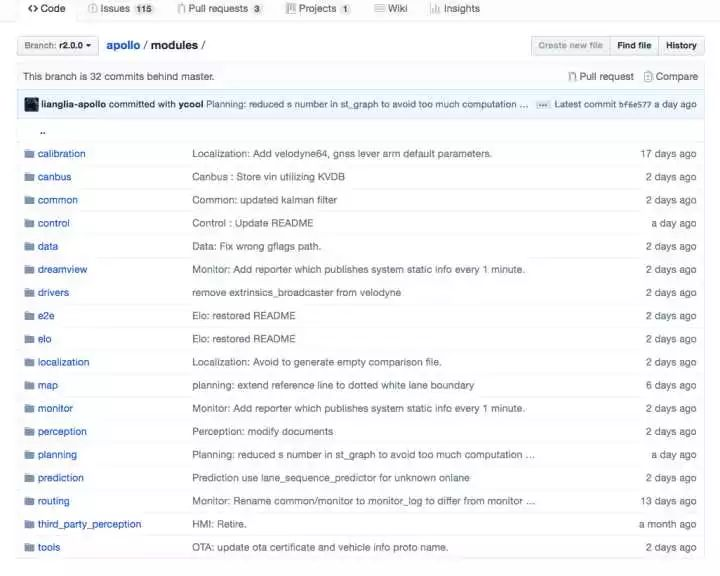 Code Issues 115 Pull requests 3 Projects 1 Wiki Insights
Branch: r2.0.0 apollo / modules / Create new file Find file History
This branch is 32 commits behind master. Pull request Compare
lianglia-apollo committed with ycool Planning: reduced s number in st_graph to avoid too much computation ... Latest commit bf6e577 a day ago
..
calibration Localization: Add velodyne64, gnss lever arm default parameters. 17 days ago
canbus Canbus : Store vin utilizing KVDB 2 days ago
common Common: updated kalman filter 2 days ago
control Control : Update README a day ago
data Data: Fix wrong gflags path. 2 days ago
dreamview Monitor: Add reporter which publishes system static info every 1 minute. 2 days ago
drivers remove extrinsics_broadcaster from velodyne 2 days ago
e2e Elo: restored README 2 days ago
elo Elo: restored README 2 days ago
localization Localization: Avoid to generate empty comparison file. 2 days ago
map planning: extend reference line to dotted white lane boundary 6 days ago
monitor Monitor: Add reporter which publishes system static info every 1 minute. 2 days ago
perception Perception: modify documents 2 days ago
planning Planning: reduced s number in st_graph to avoid too much computation ... a day ago
prediction Prediction use lane_sequence_predictor for unknown onlane 2 days ago
routing Monitor: Rename common/monitor to monitor_log to differ from monitor ... 13 days ago
third_party_perception HMI: Retire. a month ago
tools OTA: update ota certificate and vehicle info proto name. 2 days ago